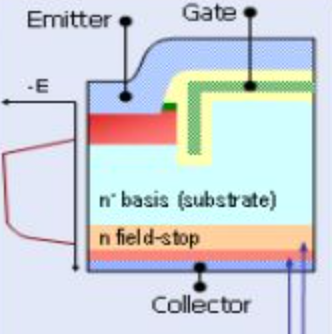 Emitter
Gate
-E
n⁻ basis (substrate)
n field-stop
Collector